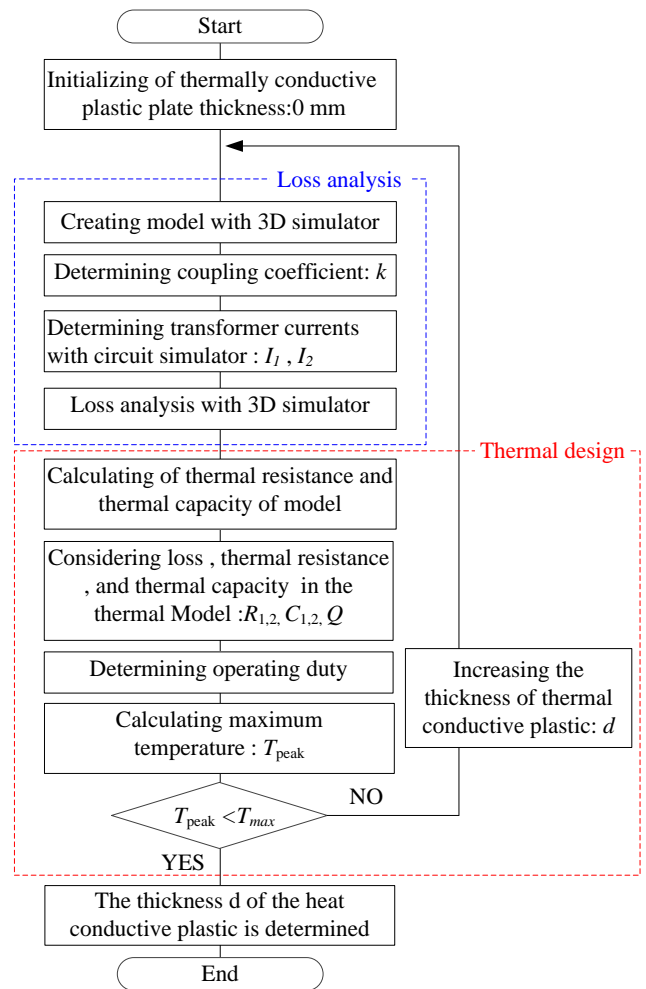 Start
Initializing of thermally conductive
plastic plate thickness:0 mm
Loss analysis
Creating model with 3D simulator
Determining coupling coefficient: k
Determining transformer currents
with circuit simulator : I1 , I2
Loss analysis with 3D simulator
Thermal design
Calculating of thermal resistance and
thermal capacity of model
Considering loss , thermal resistance
, and thermal capacity in the
thermal Model :R1,2, C1,2, Q
Determining operating duty
Calculating maximum
temperature : Tpeak
Increasing the
thickness of thermal
conductive plastic: d
Tpeak <Tmax
NO
YES
The thickness d of the heat
conductive plastic is determined
End